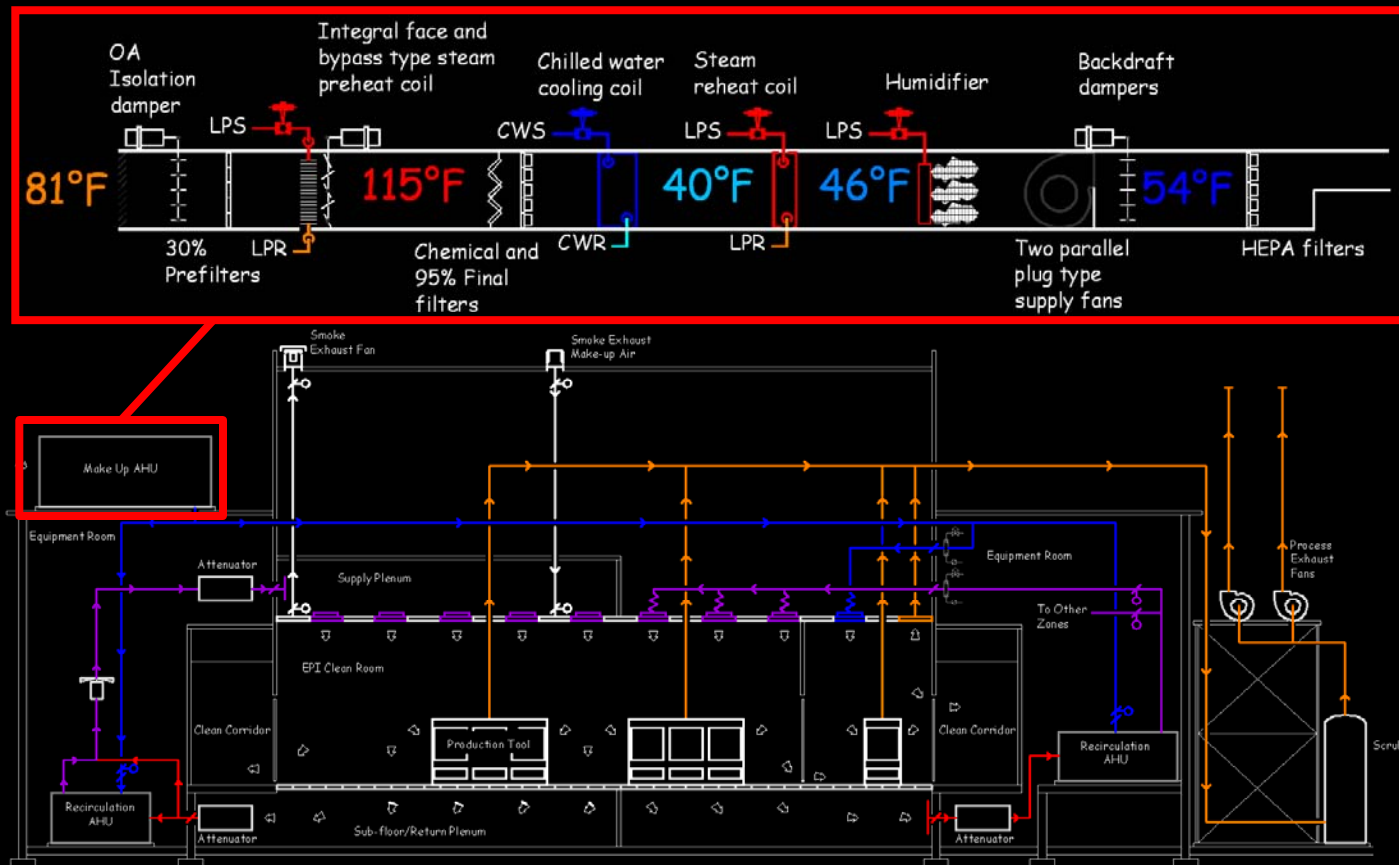 OA
Isolation
damper
Integral face and
bypass type steam
preheat coil
Chilled water
cooling coil
Steam
reheat coil
Humidifier
Backdraft
dampers
LPS
CWS
LPS
LPS
81°F
115°F
40°F
46°F
54°F
30%
Prefilters
LPR
Chemical and
95% Final
filters
CWR
LPR
Two parallel
plug type
supply fans
HEPA filters
Smoke
Exhaust Fan
Smoke Exhaust
Make-up Air
Make Up AHU
Equipment Room
Attenuator
Supply Plenum
Equipment Room
Process
Exhaust
Fans
To Other
Zones
EPI Clean Room
Clean Corridor
Production Tool
Clean Corridor
Recirculation
AHU
Scru
Recirculation
AHU
Attenuator
Sub-floor/Return Plenum
Attenuator